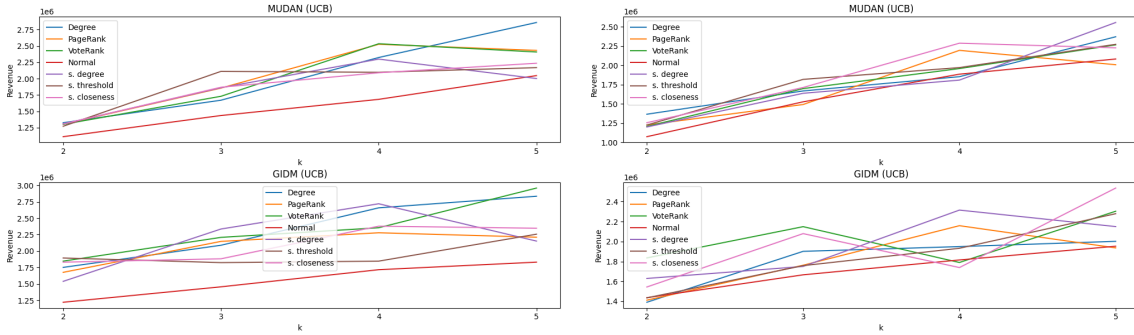 MUDAN (UCB)
1e6
Revenue
2.75
2.50
2.25
2.00
1.75
1.50
1.25
Degree
PageRank
VoteRank
Normal
s. degree
s. threshold
s. closeness
2
3
4
5
k
MUDAN (UCB)
1e6
Revenue
2.50
2.25
2.00
1.75
1.50
1.25
1.00
Degree
PageRank
VoteRank
Normal
s. degree
s. threshold
s. closeness
2
3
4
5
k
GIDM (UCB)
1e6
Revenue
3.00
2.75
2.50
2.25
2.00
1.75
1.50
1.25
Degree
PageRank
VoteRank
Normal
s. degree
s. threshold
s. closeness
2
3
4
5
k
GIDM (UCB)
1e6
Revenue
2.4
2.2
2.0
1.8
1.6
1.4
Degree
PageRank
VoteRank
Normal
s. degree
s. threshold
s. closeness
2
3
4
5
k